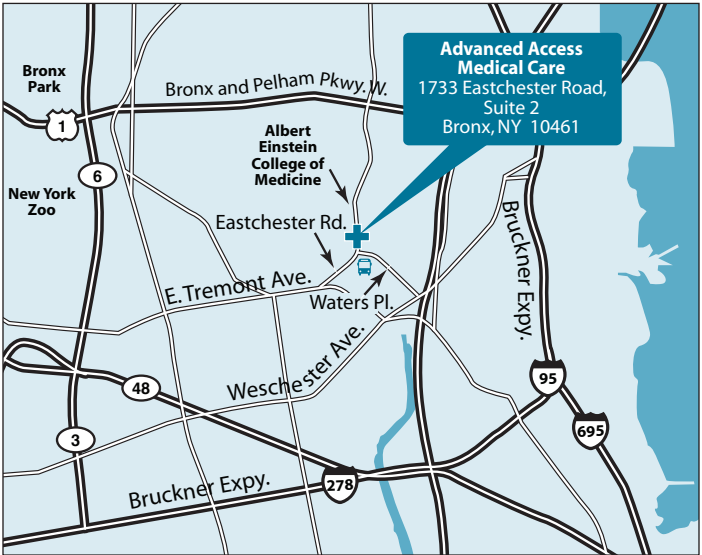 Advanced Access
Medical Care
1733 Eastchester Road,
Suite 2
Bronx, NY 10461
Bronx
Park
Bronx and Pelham Pkwy. W.
1
Albert
Einstein
College of
Medicine
6
New York
Zoo
Eastchester Rd.
Bruckner Expy.
E. Tremont Ave.
Waters Pl.
Weschester Ave.
48
95
695
3
278
Bruckner Expy.